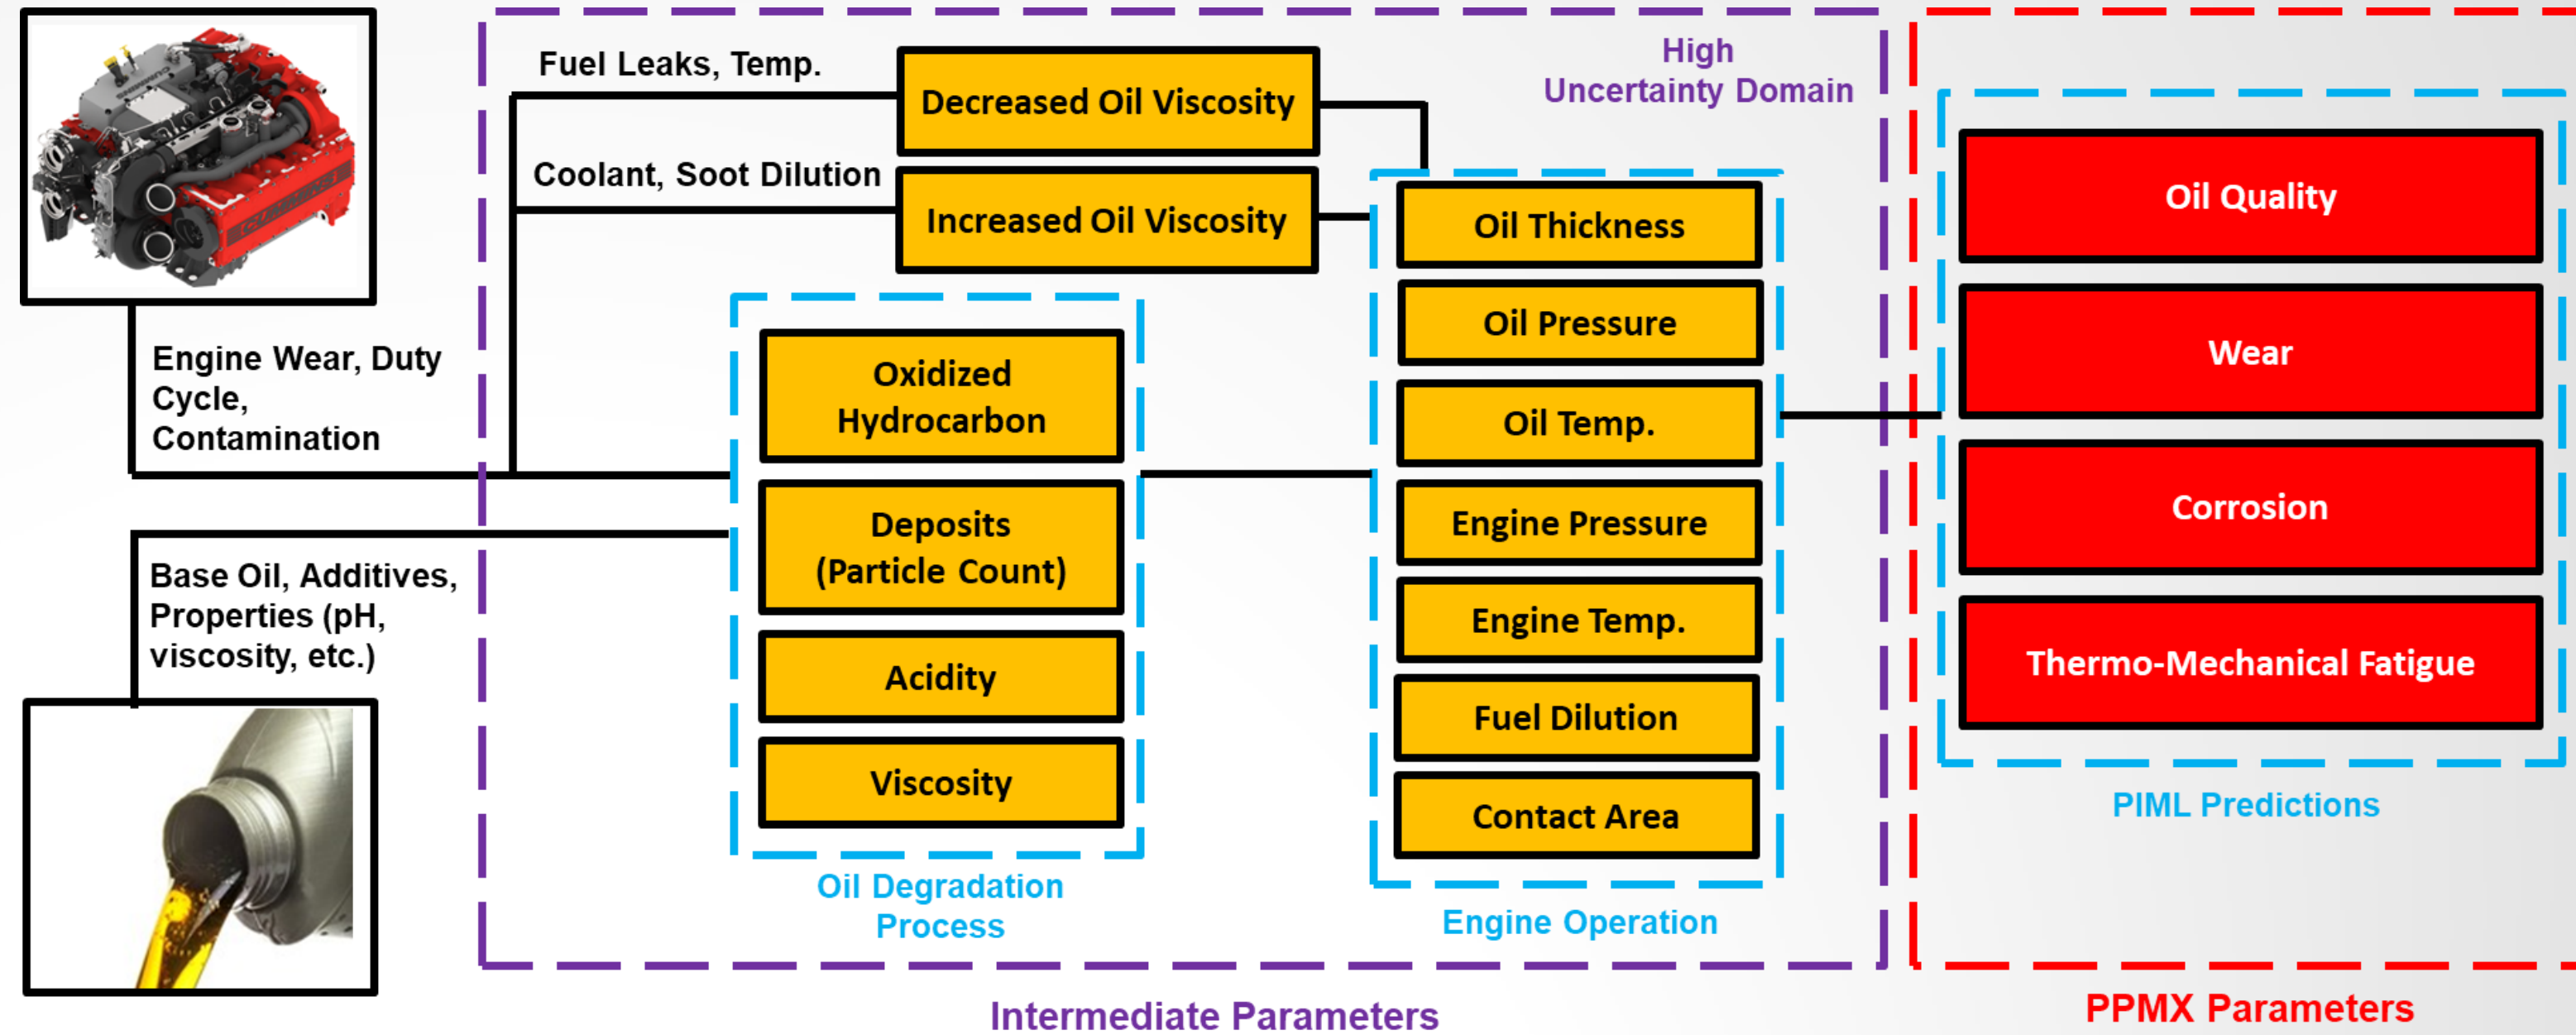 Fuel Leaks, Temp.
Decreased Oil Viscosity
High
Uncertainty Domain
Coolant, Soot Dilution
Increased Oil Viscosity
CUMMINS
CUMMINS
Engine Wear, Duty
Cycle,
Contamination
Base Oil, Additives,
Properties (pH,
viscosity, etc.)
Oxidized
Hydrocarbon
Deposits
(Particle Count)
Acidity
Viscosity
Oil Degradation
Process
Oil Thickness
Oil Pressure
Oil Temp.
Engine Pressure
Engine Temp.
Fuel Dilution
Contact Area
Engine Operation
Intermediate Parameters
Oil Quality
Wear
Corrosion
Thermo-Mechanical Fatigue
PIML Predictions
PPMX Parameters